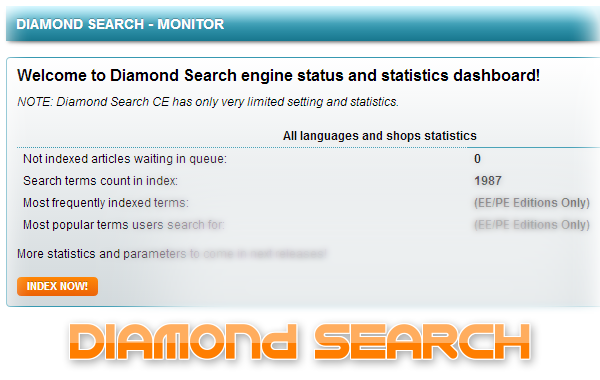 DIAMOND SEARCH - MONITOR
Welcome to Diamond Search engine status and statistics dashboard!
NOTE: Diamond Search CE has only very limited setting and statistics.
All languages and shops statistics
Not indexed articles waiting in queue: 0
Search terms count in index: 1987
Most frequently indexed terms: (EE/PE Editions Only)
Most popular terms users search for: (EE/PE Editions Only)
More statistics and parameters to come in next releases!
INDEX NOW!
DIAMOND SEARCH